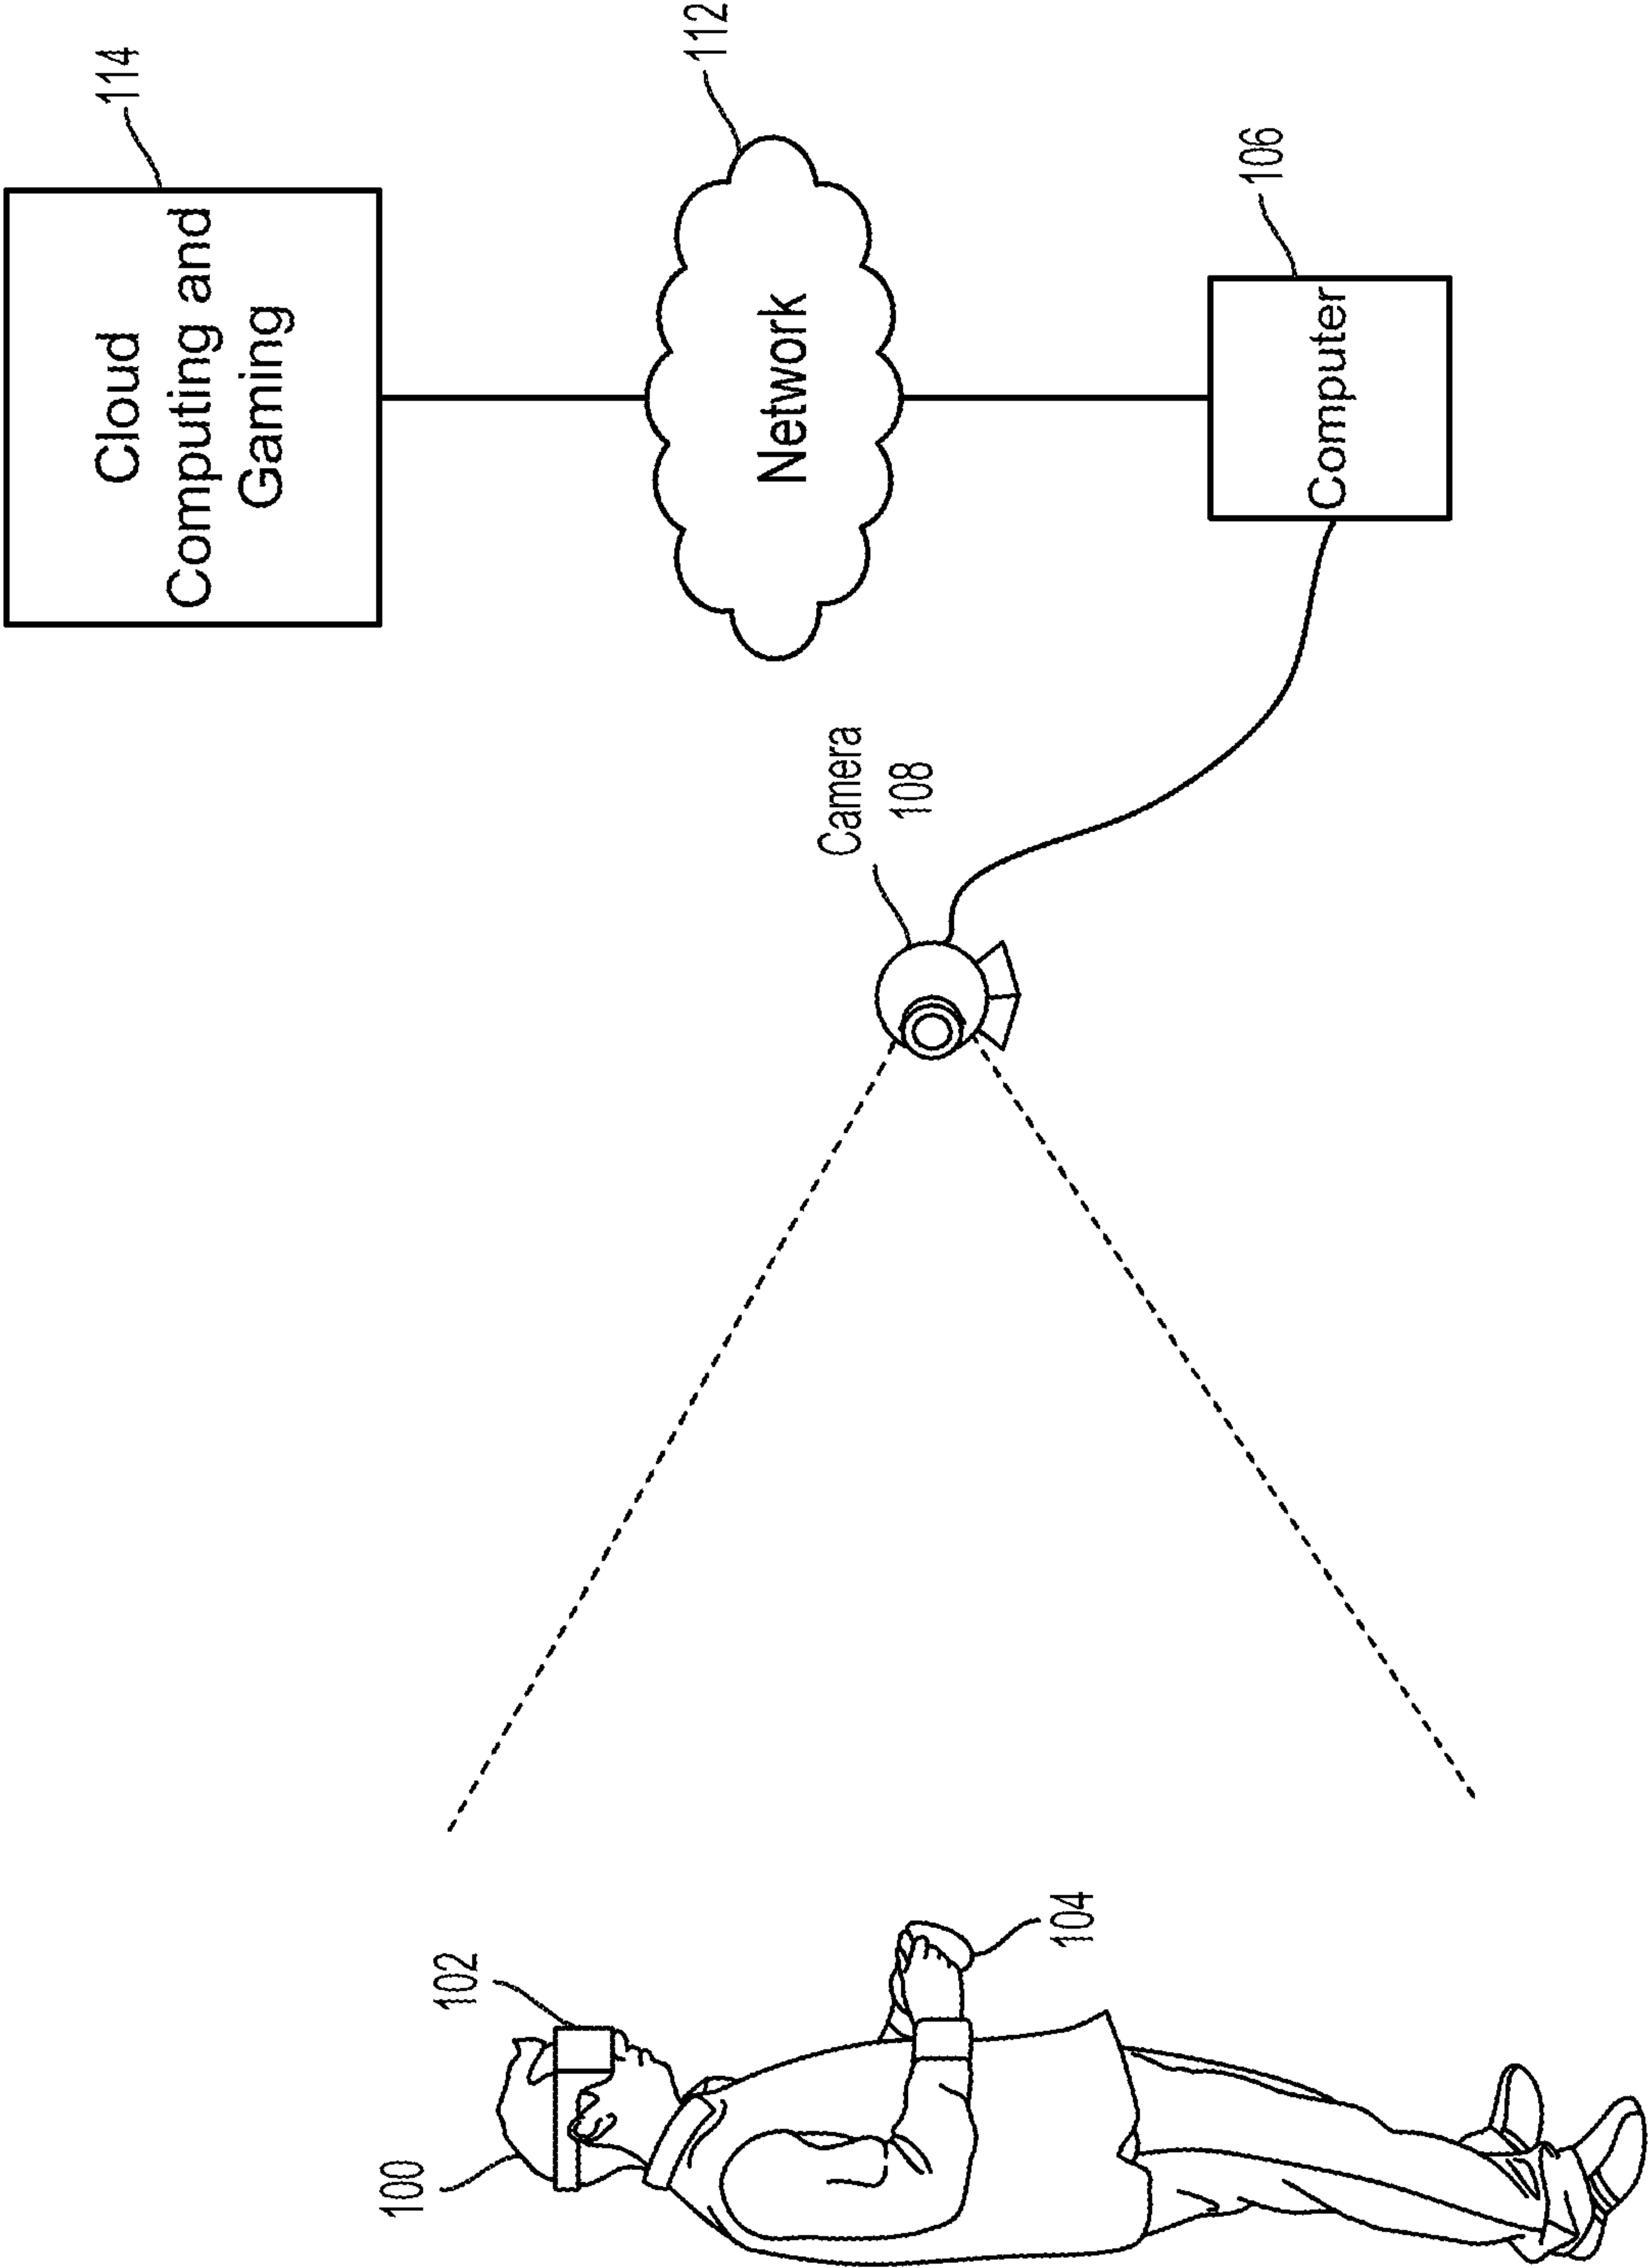 114
Cloud
Computing and
Gaming
112
Network
106
Computer
Camera
108
100
102
104